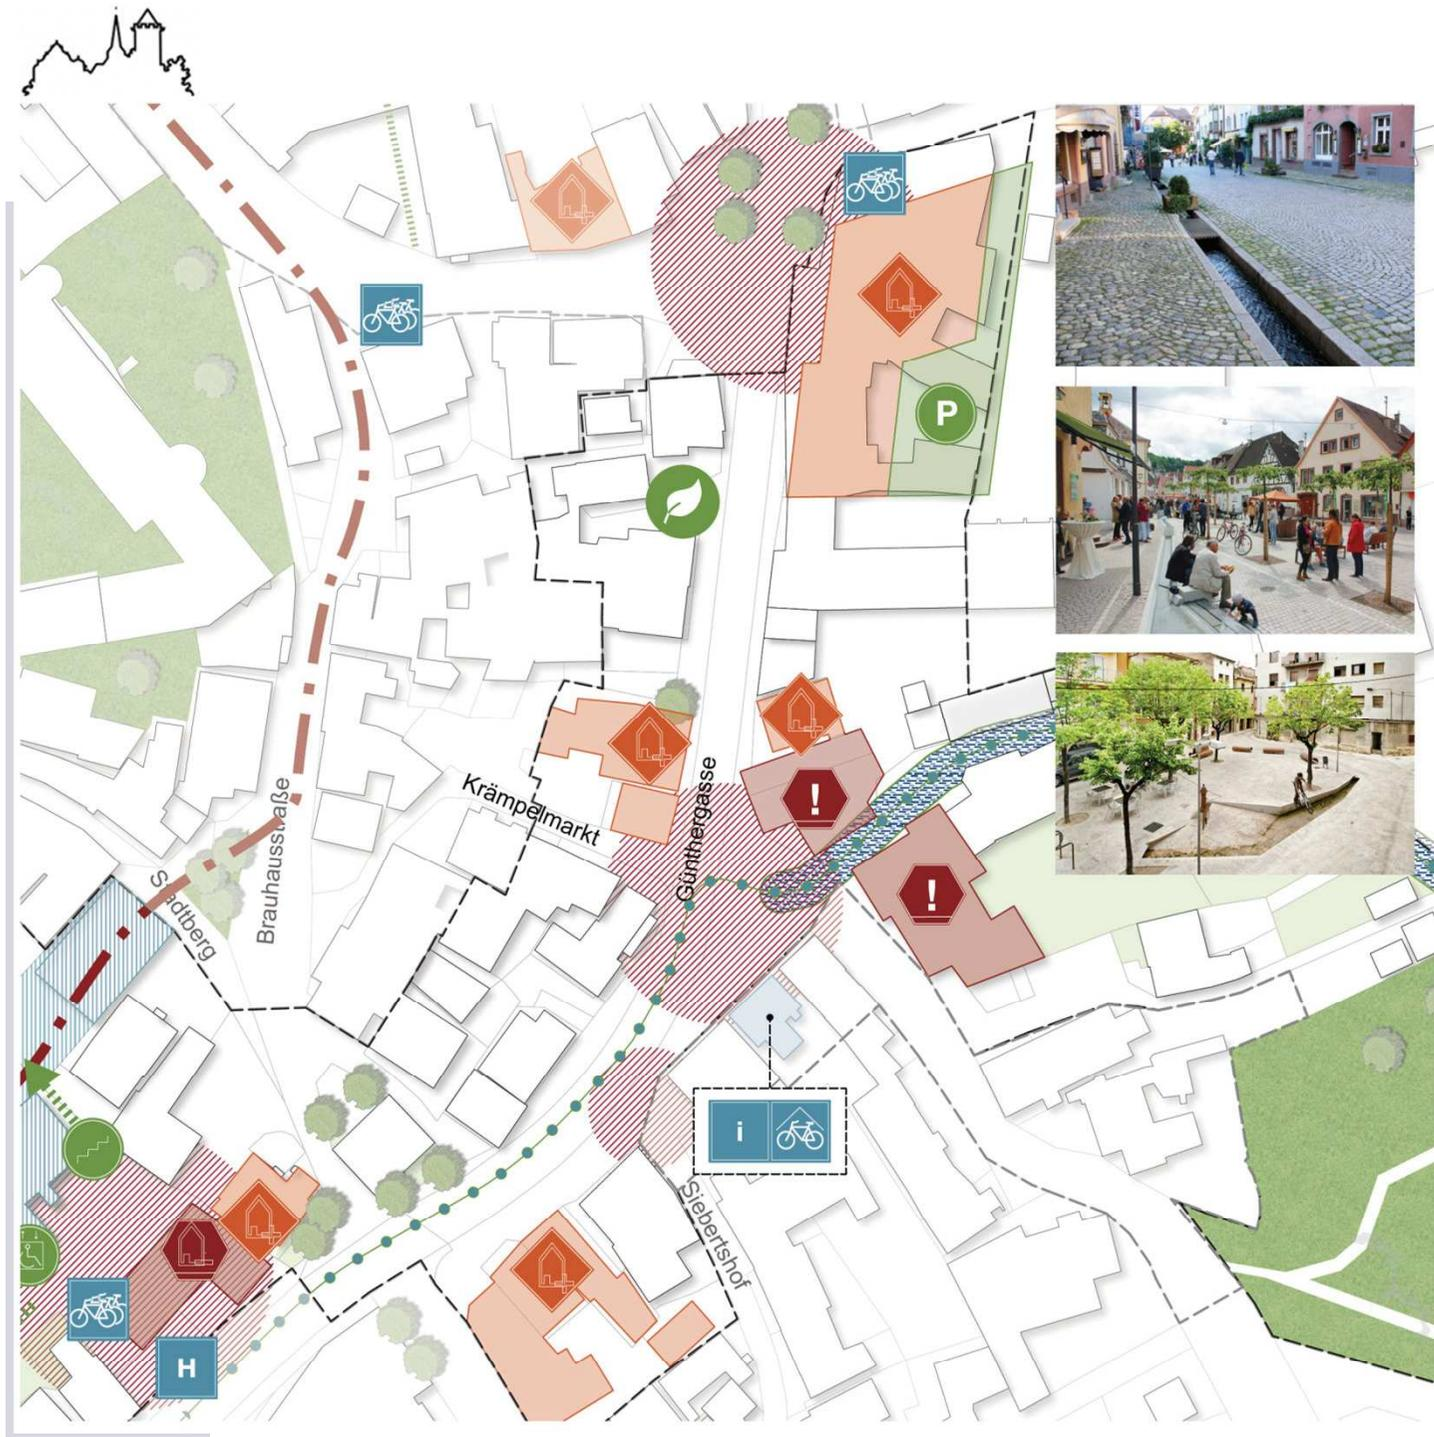 P
Krämpelmarkt
Günthergasse
!
!
Brauhausstraße
Stadtberg
i
Siebertshof
H